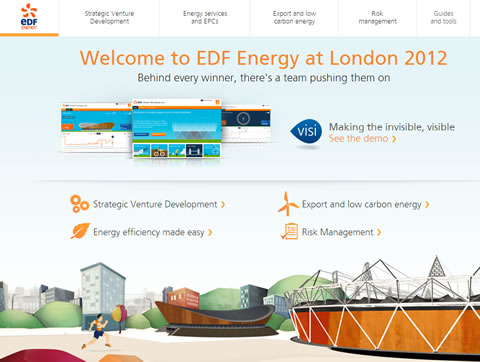 eDF
ENERGY
Strategic Venture
Development
Energy services
and EPCs
Export and low
carbon energy
Risk
management
Guides
and tools
Welcome to EDF Energy at London 2012
Behind every winner, there's a team pushing them on
visi
Making the invisible, visible
See the demo
Strategic Venture Development
Export and low carbon energy
Energy efficiency made easy
Risk Management